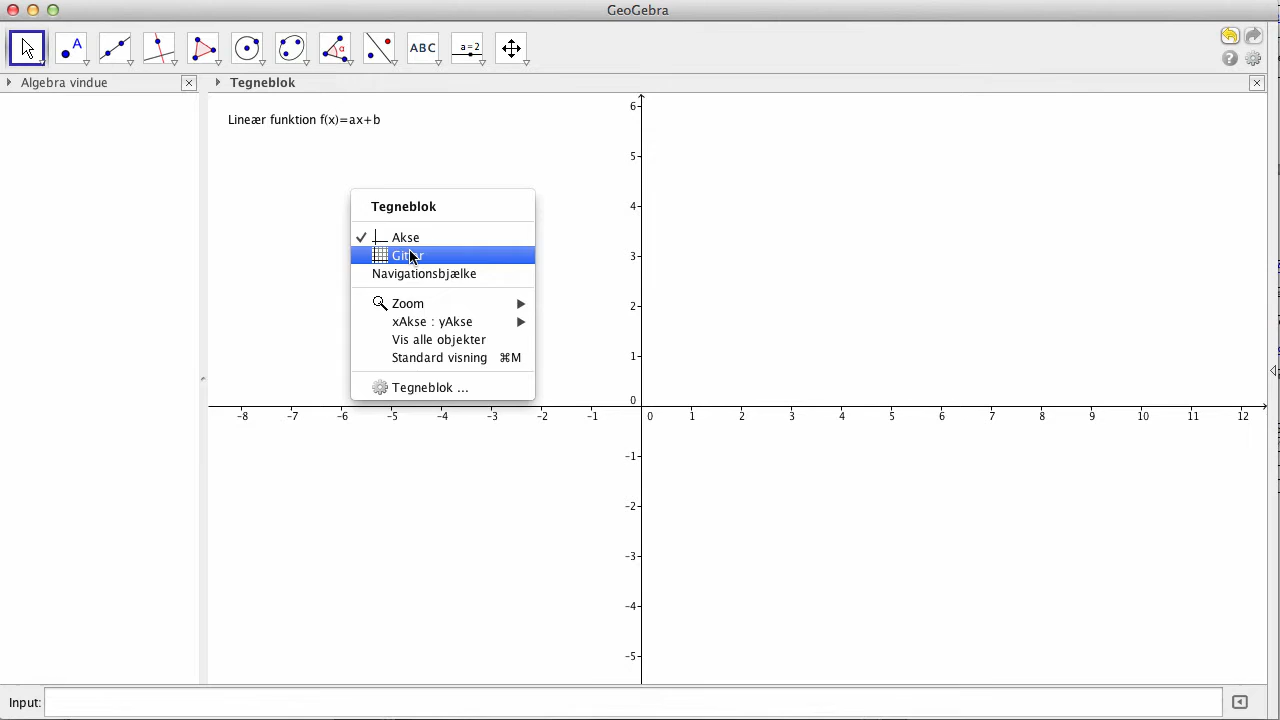 GeoGebra
A
α
ABC
a=2
?
Algebra vindue
Tegneblok
Lineær funktion f(x)=ax+b
Tegneblok
Akse
Gitter
Navigationsbjælke
Zoom
xAkse : yAkse
Vis alle objekter
Standard visning ⌘M
Tegneblok ...
6
5
4
3
2
1
0
-8 -7 -6 -5 -4 -3 -2 -1 0 1 2 3 4 5 6 7 8 9 10 11 12
-1
-2
-3
-4
-5
Input: